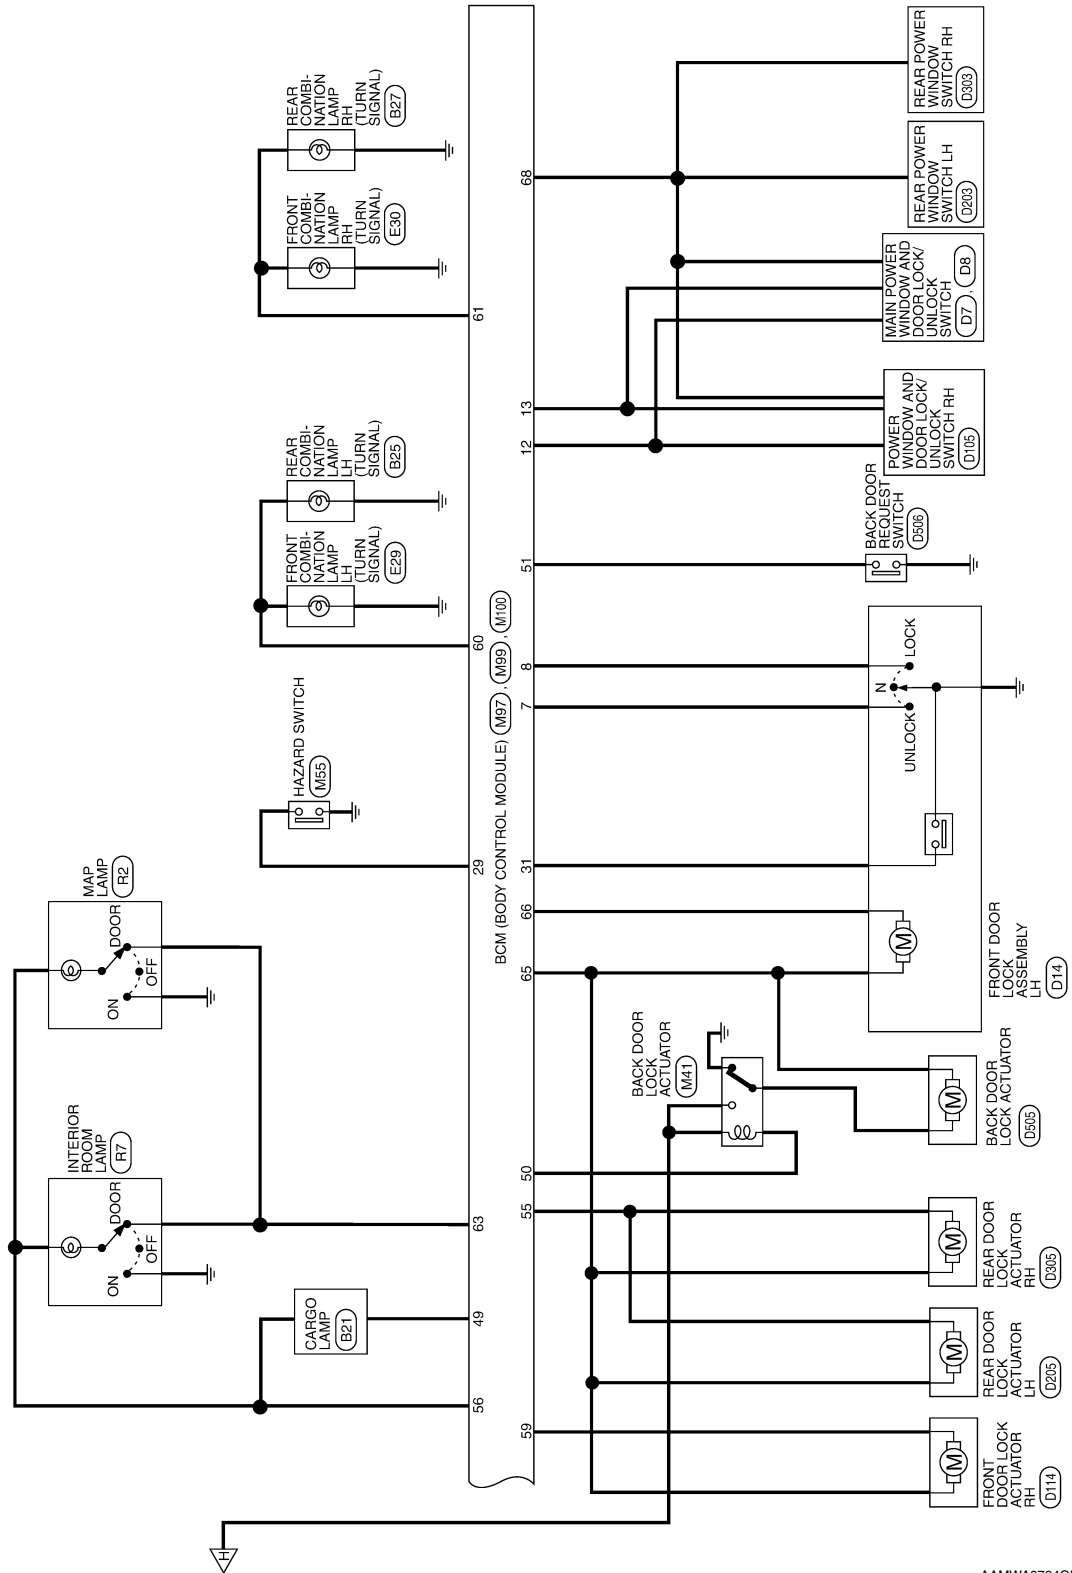 REAR
COMBI-
NATION
LAMP
RH
(TURN
SIGNAL)
B27
FRONT
COMBI-
NATION
LAMP
RH
(TURN
SIGNAL)
E30
61
REAR
COMBI-
NATION
LAMP
LH
(TURN
SIGNAL)
B25
FRONT
COMBI-
NATION
LAMP
LH
(TURN
SIGNAL)
E29
60
HAZARD SWITCH
M55
29
MAP
LAMP
R2
DOOR
OFF
ON
INTERIOR
ROOM
LAMP
R7
DOOR
OFF
ON
63
CARGO
LAMP
B21
49
56
H
BCM (BODY CONTROL MODULE) M97 , M99 , M100
68
13
12
51
8
7
31
66
65
50
55
59
REAR POWER
WINDOW
SWITCH RH
D303
REAR POWER
WINDOW
SWITCH LH
D203
MAIN POWER
WINDOW AND
DOOR LOCK/
UNLOCK
SWITCH
D7 , D8
POWER
WINDOW AND
DOOR LOCK/
UNLOCK
SWITCH RH
D105
BACK DOOR
REQUEST
SWITCH
D506
LOCK
N
UNLOCK
M
FRONT DOOR
LOCK
ASSEMBLY
LH
D14
BACK DOOR
LOCK
ACTUATOR
M41
M
BACK DOOR
LOCK ACTUATOR
D505
M
REAR DOOR
LOCK
ACTUATOR
RH
D305
M
REAR DOOR
LOCK
ACTUATOR
LH
D205
M
FRONT
DOOR LOCK
ACTUATOR
RH
D114